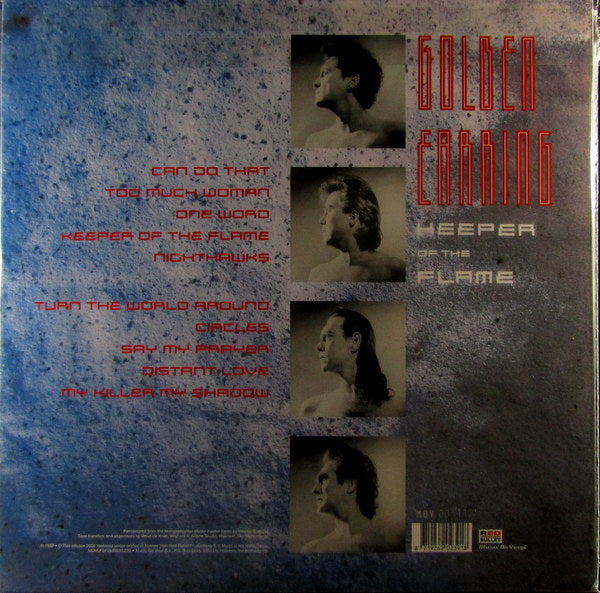 GOLDEN
EARRING
KEEPER
OF THE
FLAME
CAN DO THAT
TOO MUCH WOMAN
ONE WORD
KEEPER OF THE FLAME
NIGHTHAWKS
TURN THE WORLD AROUND
CIRCLES
SAY MY PRAYER
DISTANT LOVE
MY KILLER MY SHADOW
RED
BULLET
Music On Vinyl